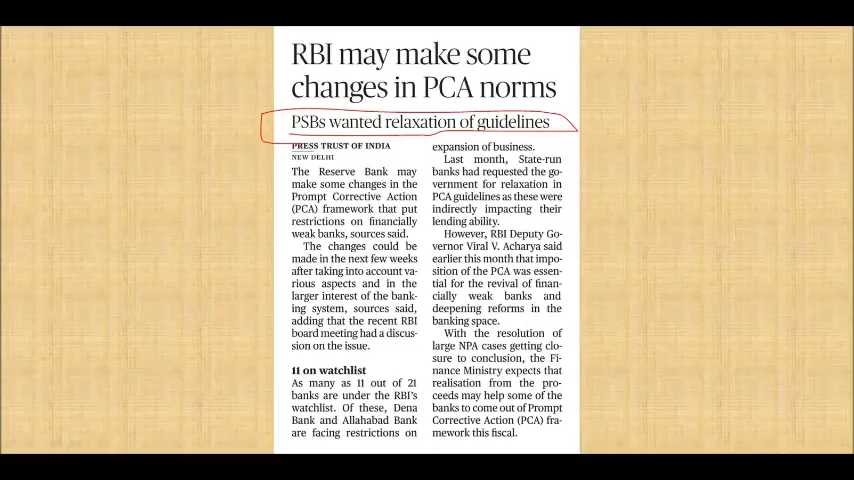 RBI may make some
changes in PCA norms
PSBs wanted relaxation of guidelines
PRESS TRUST OF INDIA
NEW DELHI
The Reserve Bank may
make some changes in the
Prompt Corrective Action
(PCA) framework that put
restrictions on financially
weak banks, sources said.
The changes could be
made in the next few weeks
after taking into account va-
rious aspects and in the
larger interest of the bank-
ing system, sources said,
adding that the recent RBI
board meeting had a discus-
sion on the issue.
11 on watchlist
As many as 11 out of 21
banks are under the RBI's
watchlist. Of these, Dena
Bank and Allahabad Bank
are facing restrictions on
expansion of business.
Last month, State-run
banks had requested the go-
vernment for relaxation in
PCA guidelines as these were
indirectly impacting their
lending ability.
However, RBI Deputy Go-
vernor Viral V. Acharya said
earlier this month that impo-
sition of the PCA was essen-
tial for the revival of finan-
cially weak banks and
deepening reforms in the
banking space.
With the resolution of
large NPA cases getting clo-
sure to conclusion, the Fi-
nance Ministry expects that
realisation from the pro-
ceeds may help some of the
banks to come out of Prompt
Corrective Action (PCA) fra-
mework this fiscal.